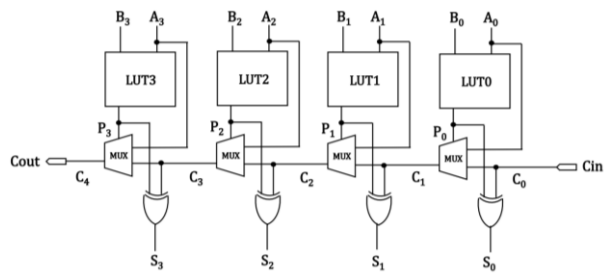 B₃ A₃ B₂ A₂ B₁ A₁ B₀ A₀
LUT3 LUT2 LUT1 LUT0
P₃ P₂ P₁ P₀
MUX MUX MUX MUX
Cout Cin
C₄ C₃ C₂ C₁ C₀
S₃ S₂ S₁ S₀